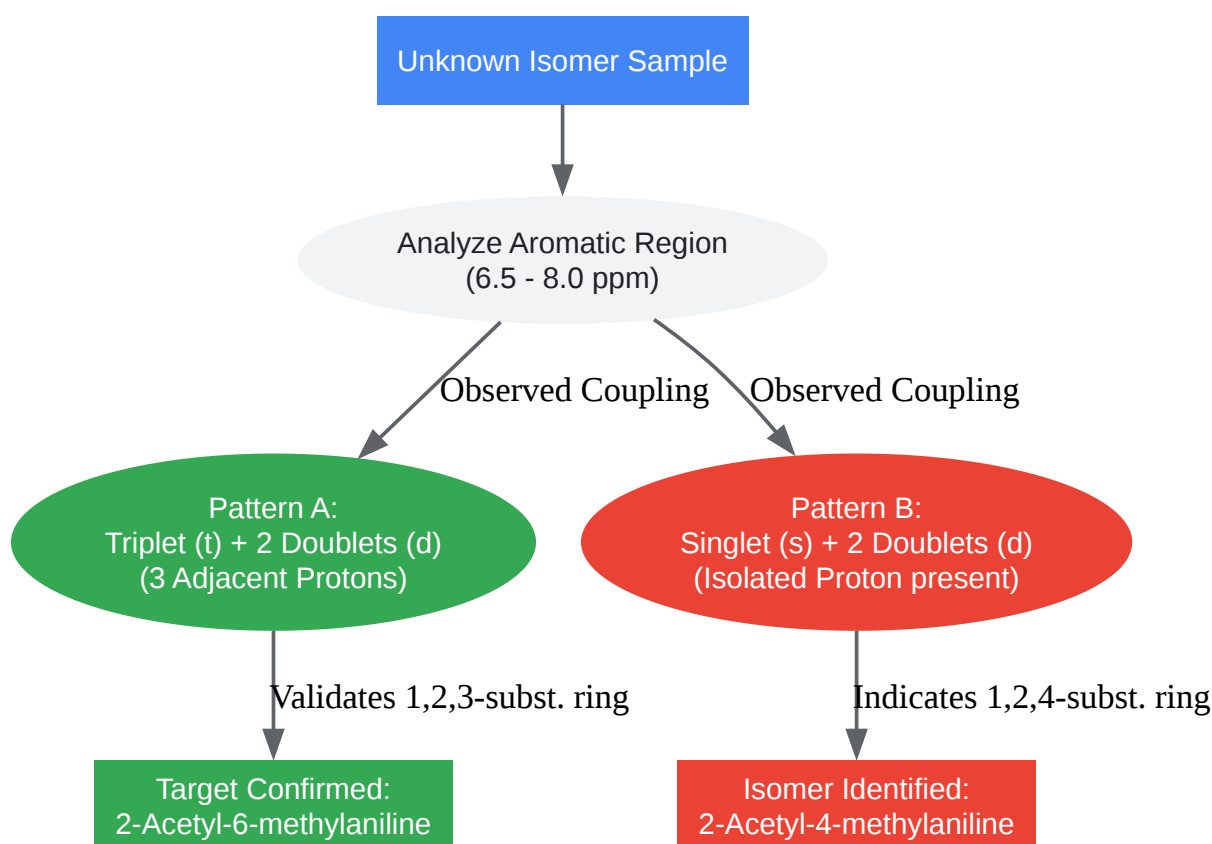 Unknown Isomer Sample
Analyze Aromatic Region
(6.5 - 8.0 ppm)
Observed Coupling
Observed Coupling
Pattern A:
Triplet (t) + 2 Doublets (d)
(3 Adjacent Protons)
Pattern B:
Singlet (s) + 2 Doublets (d)
(Isolated Proton present)
Validates 1,2,3-subst. ring
Indicates 1,2,4-subst. ring
Target Confirmed:
2-Acetyl-6-methylaniline
Isomer Identified:
2-Acetyl-4-methylaniline